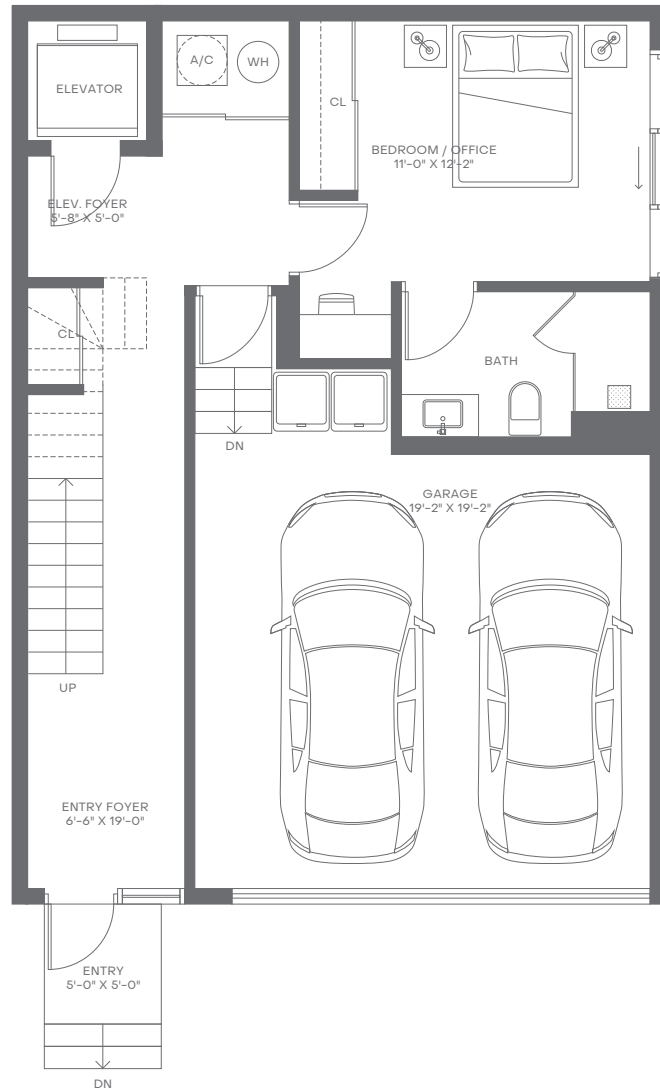 A/C
WH
ELEVATOR
CL
BEDROOM / OFFICE
11'-0" X 12'-2"
ELEV. FOYER
5'-8" X 5'-0"
CL
BATH
DN
GARAGE
19'-2" X 19'-2"
UP
ENTRY FOYER
6'-6" X 19'-0"
ENTRY
5'-0" X 5'-0"
DN